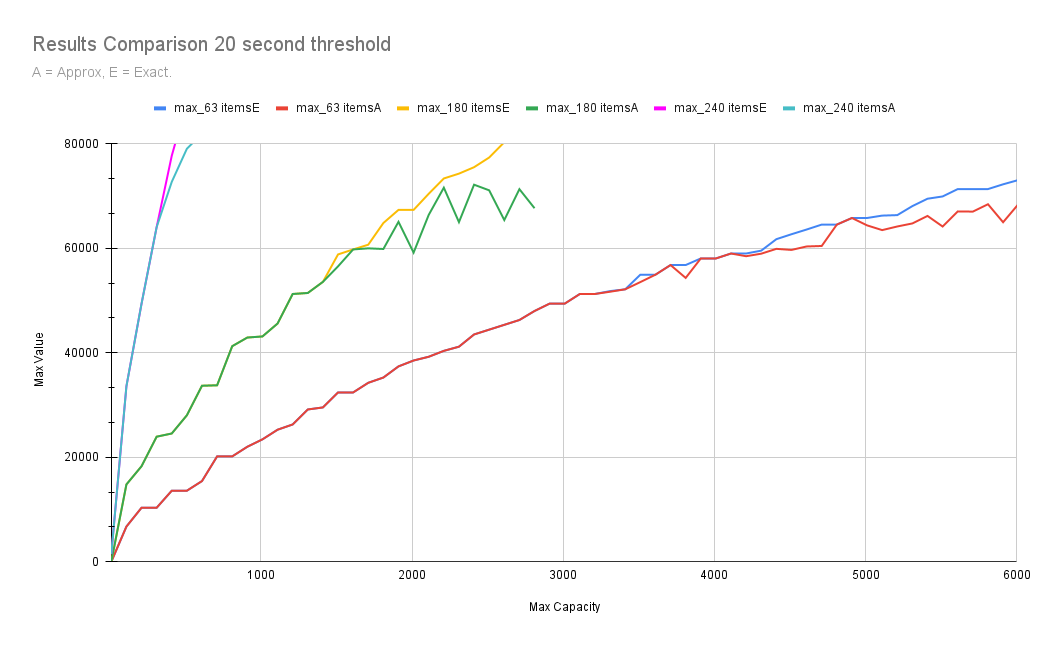 Results Comparison 20 second threshold
A = Approx, E = Exact.
max_63 itemsE max_63 itemsA max_180 itemsE max_180 itemsA max_240 itemsE max_240 itemsA
80000
60000
40000
20000
0
Max Value
1000 2000 3000 4000 5000 6000
Max Capacity